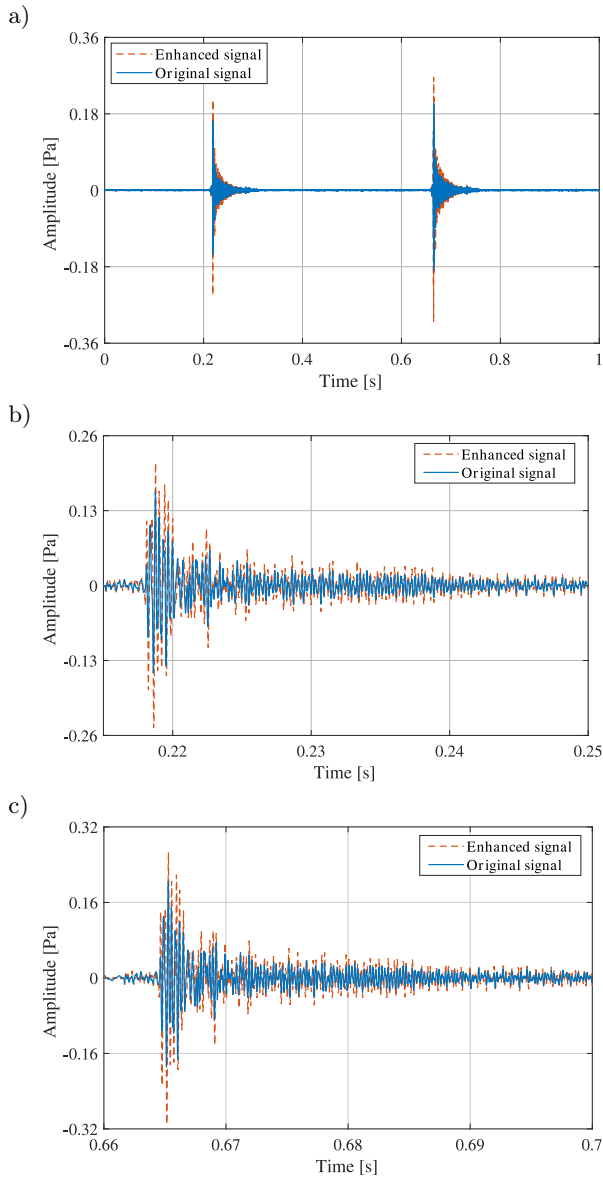 a)
0.36
Enhanced signal
Original signal
0.18
0
-0.18
-0.36
Amplitude [Pa]
0 0.2 0.4 0.6 0.8 1
Time [s]
b)
0.26
Enhanced signal
Original signal
0.13
0
-0.13
-0.26
Amplitude [Pa]
0.22 0.23 0.24 0.25
Time [s]
c)
0.32
Enhanced signal
Original signal
0.16
0
-0.16
-0.32
Amplitude [Pa]
0.66 0.67 0.68 0.69 0.7
Time [s]